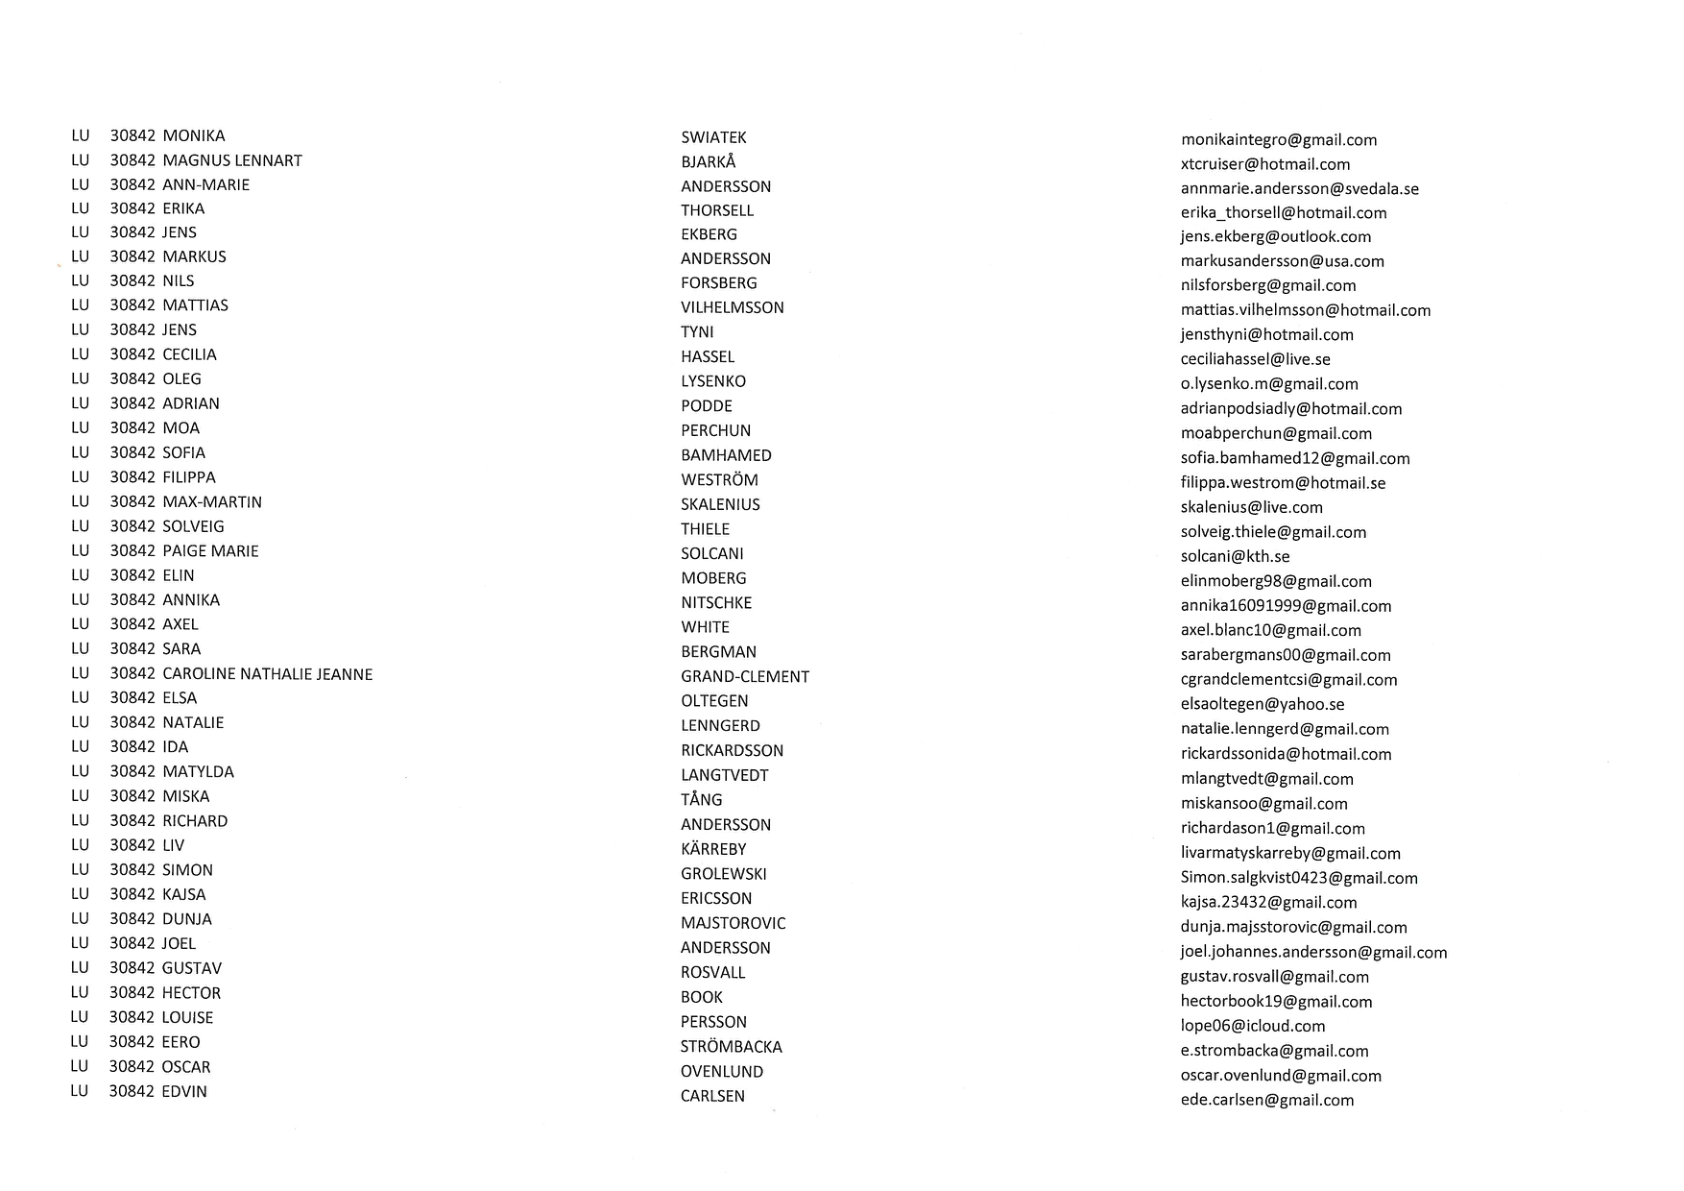 LU 30842 MONIKA SWIATEK monikaintegro@gmail.com
LU 30842 MAGNUS LENNART BJARKÅ xtcruiser@hotmail.com
LU 30842 ANN-MARIE ANDERSSON annmarie.andersson@svedala.se
LU 30842 ERIKA THORSELL erika_thorsell@hotmail.com
LU 30842 JENS EKBERG jens.ekberg@outlook.com
LU 30842 MARKUS ANDERSSON markusandersson@usa.com
LU 30842 NILS FORSBERG nilsforsberg@gmail.com
LU 30842 MATTIAS VILHELMSSON mattias.vilhelmsson@hotmail.com
LU 30842 JENS TYNI jensthyni@hotmail.com
LU 30842 CECILIA HASSEL ceciliahassel@live.se
LU 30842 OLEG LYSENKO o.lysenko.m@gmail.com
LU 30842 ADRIAN PODDE adrianpodsiadly@hotmail.com
LU 30842 MOA PERCHUN moabperchun@gmail.com
LU 30842 SOFIA BAMHAMED sofia.bamhamed12@gmail.com
LU 30842 FILIPPA WESTRÖM filippa.westrom@hotmail.se
LU 30842 MAX-MARTIN SKALENIUS skalenius@live.com
LU 30842 SOLVEIG THIELE solveig.thiele@gmail.com
LU 30842 PAIGE MARIE SOLCANI solcani@kth.se
LU 30842 ELIN MOBERG elinmoberg98@gmail.com
LU 30842 ANNIKA NITSCHKE annika16091999@gmail.com
LU 30842 AXEL WHITE axel.blanc10@gmail.com
LU 30842 SARA BERGMAN sarabergmans00@gmail.com
LU 30842 CAROLINE NATHALIE JEANNE GRAND-CLEMENT cgrandclementcsi@gmail.com
LU 30842 ELSA OLTEGEN elsaoltegen@yahoo.se
LU 30842 NATALIE LENNGERD natalie.lenngerd@gmail.com
LU 30842 IDA RICKARDSSON rickardssonida@hotmail.com
LU 30842 MATYLDA LANGTVEDT mlangtvedt@gmail.com
LU 30842 MISKA TÅNG miskansoo@gmail.com
LU 30842 RICHARD ANDERSSON richardason1@gmail.com
LU 30842 LIV KÄRREBY livarmatyskarreby@gmail.com
LU 30842 SIMON GROLEWSKI Simon.salgkvist0423@gmail.com
LU 30842 KAJSA ERICSSON kajsa.23432@gmail.com
LU 30842 DUNJA MAJSTOROVIC dunja.majsstorovic@gmail.com
LU 30842 JOEL ANDERSSON joel.johannes.andersson@gmail.com
LU 30842 GUSTAV ROSVALL gustav.rosvall@gmail.com
LU 30842 HECTOR BOOK hectorbook19@gmail.com
LU 30842 LOUISE PERSSON lope06@icloud.com
LU 30842 EERO STRÖMBACKA e.strombacka@gmail.com
LU 30842 OSCAR OVENLUND oscar.ovenlund@gmail.com
LU 30842 EDVIN CARLSEN ede.carlsen@gmail.com